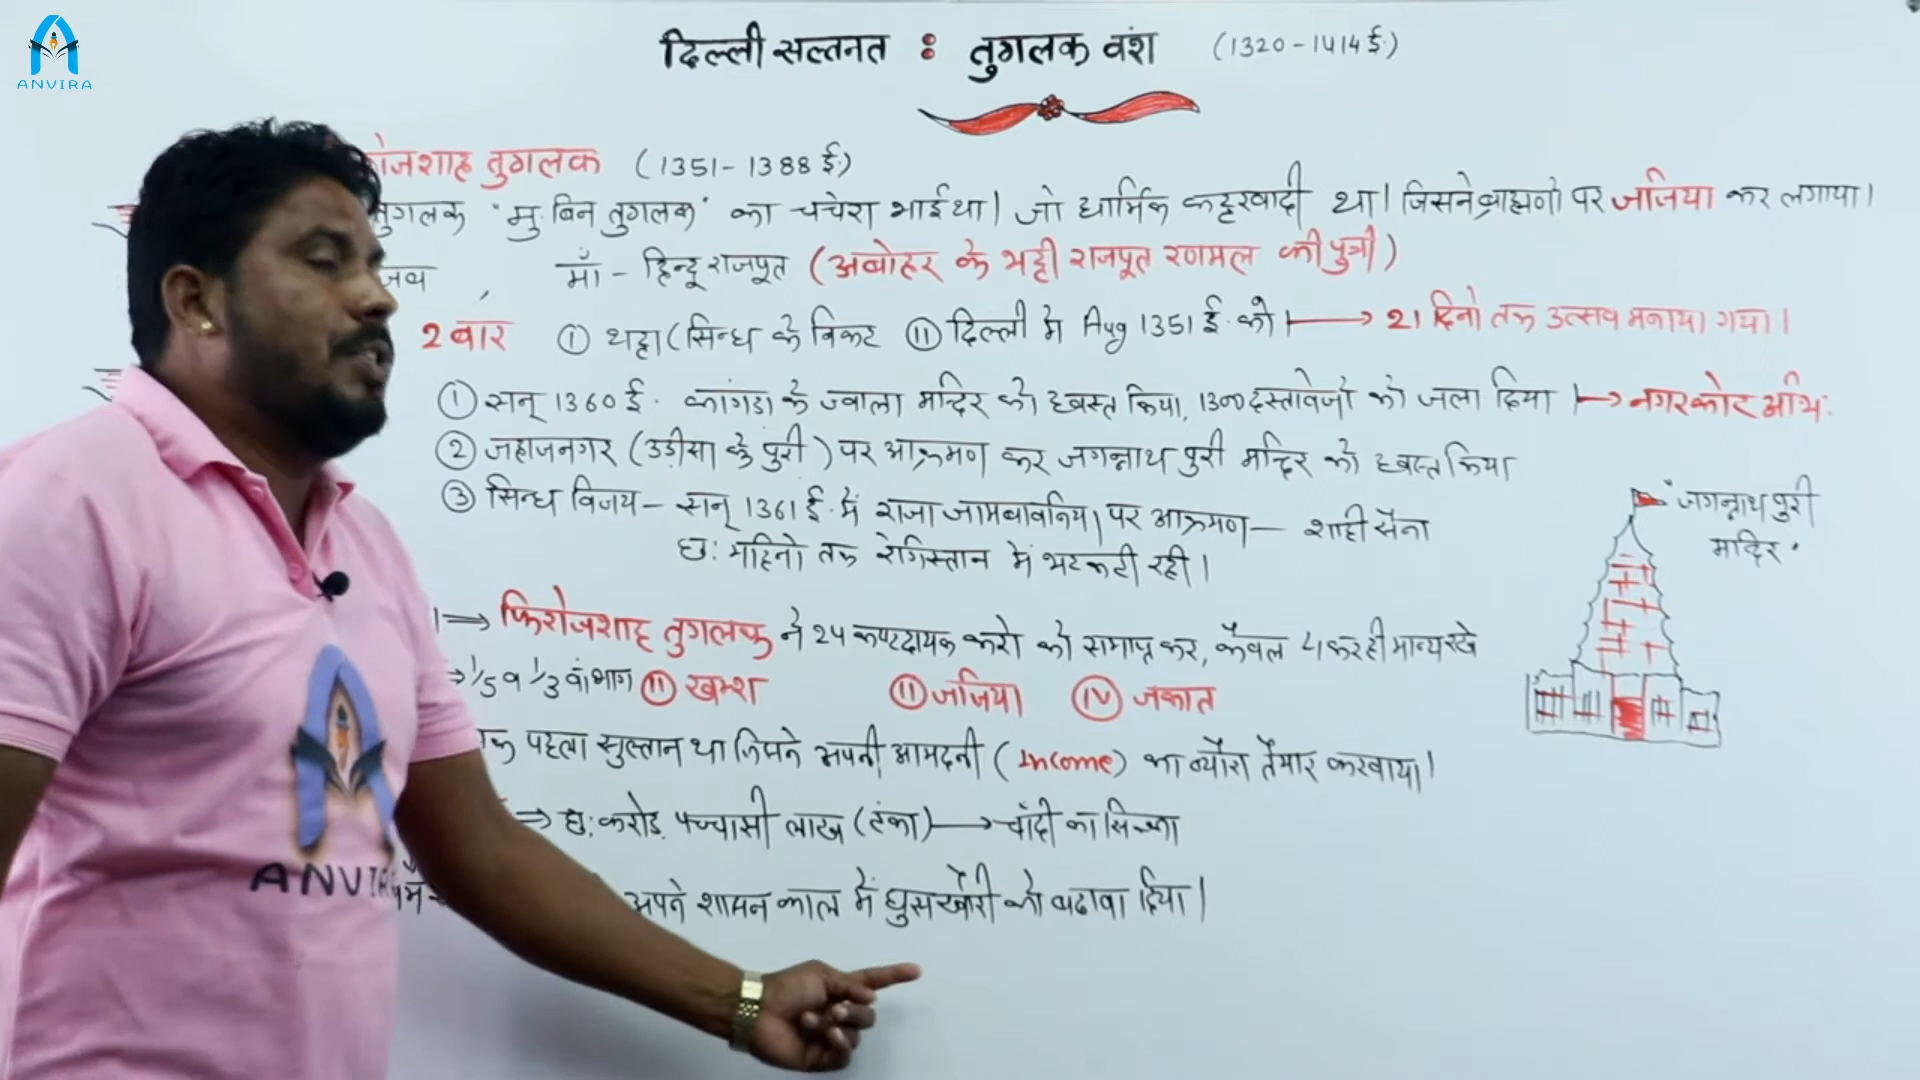 ANVIRA
दिल्ली सल्तनत : तुगलक वंश (1320-1414 ई.)
तुगलक (1351-1388 ई.)
तुगलक 'मु. बिन तुगलक' का चचेरा भाई था। जो धार्मिक कट्टरवादी था। जिसने ब्राह्मणो पर जजिया कर लगाया।
माँ - हिन्दू राजपूत (अबोहर के भट्टी राजपूत रणमल की पुत्री)
2 बार ① थट्टा (सिन्ध के निकट ⑪ दिल्ली मे Aug 1351 ई. को।⟶ 21 दिनो तक उत्सव मनाया गया।
① सन् 1360 ई. कांगडा के ज्वाला मन्दिर को ध्वस्त किया, 1300 दस्तावेजो को जला दिया।→ नगरकोट अभि.
② जहाजनगर (उड़ीसा के पुरी) पर आक्रमण कर जगन्नाथ पुरी मन्दिर को ध्वस्त किया
③ सिन्ध विजय - सन् 1361 ई. में राजा जामबाबनिया पर आक्रमण - शाही सेना
छ: महिनो तक रेगिस्तान में भटकती रही।
'जगन्नाथ पुरी
मन्दिर'
।⟹ फिरोजशाह तुगलक ने 24 कष्टदायक करो को समाप्त कर, केवल 4 कर ही मान्य रखे
⇒ 1/5 व 1/3 वां भाग ⑪ खम्श ⑪ जजिया Ⓘⓥ जकात
पहला सुल्तान था जिसने अपनी आमदनी (Income) का ब्यौरा तैयार करवाया।
⇒ छ: करोड़ पच्चासी लाख (टंका) ⟶ चाँदी का सिक्का
अपने शासन काल में घुसखोरी को बढावा दिया।
ANVIRA